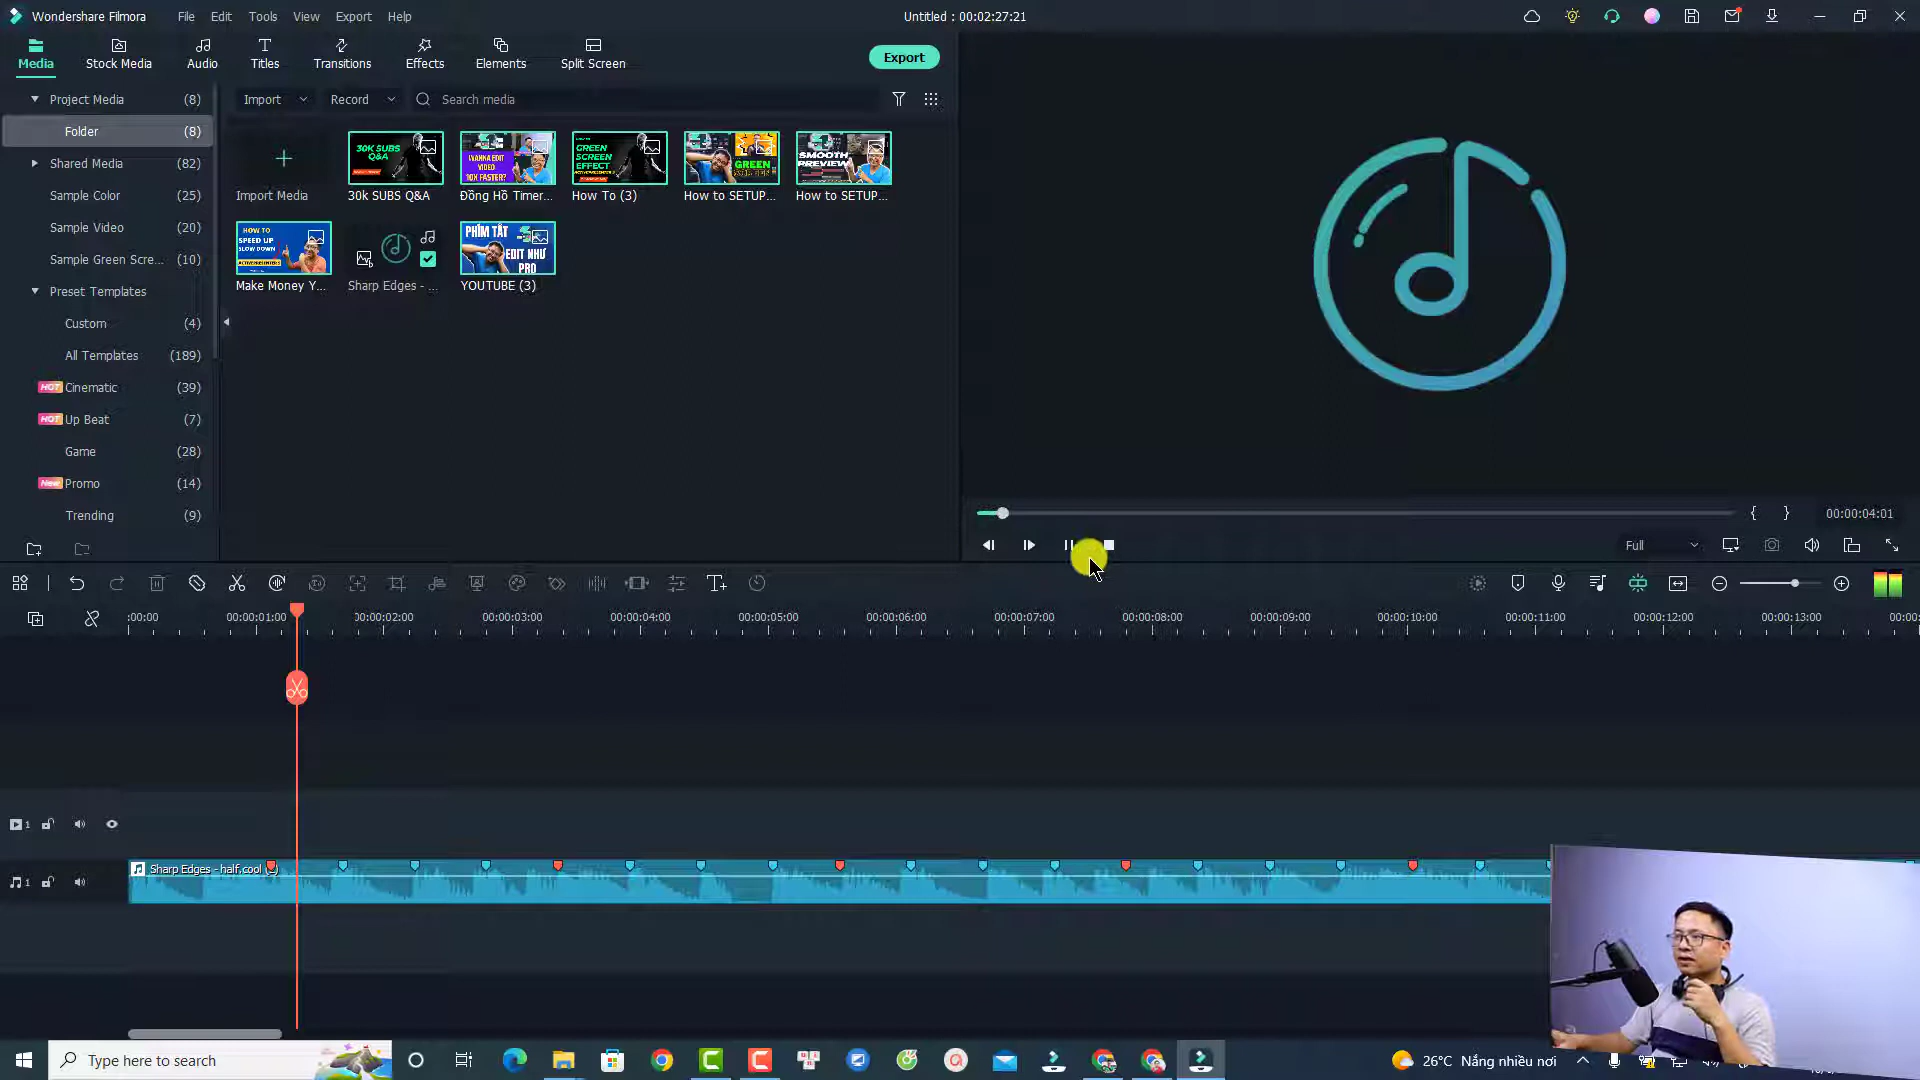 Wondershare Filmora File Edit Tools View Export Help Untitled : 00:02:27:21
Media Stock Media Audio Titles Transitions Effects Elements Split Screen Export
Project Media (8) Import Record Search media
Folder (8)
Shared Media (82)
Sample Color (25)
Sample Video (20)
Sample Green Scre... (10)
Preset Templates
Custom (4)
All Templates (189)
HOT Cinematic (39)
HOT Up Beat (7)
Game (28)
New Promo (14)
Trending (9)
30K SUBS
Q&A
WANNA EDIT
VIDEO
10X FASTER?
GREEN
SCREEN
EFFECT
GREEN
SMOOTH
PREVIEW
Import Media 30k SUBS Q&A Đồng Hồ Timer... How To (3) How to SETUP... How to SETUP...
HOW TO
SPEED UP
SLOW DOWN
PHÍM TẮT
EDIT NHƯ
PRO
Make Money Y... Sharp Edges - ... YOUTUBE (3)
{ } 00:00:04:01
Full
:00:00 00:00:01:00 00:00:02:00 00:00:03:00 00:00:04:00 00:00:05:00 00:00:06:00 00:00:07:00 00:00:08:00 00:00:09:00 00:00:10:00 00:00:11:00 00:00:12:00 00:00:13:00 00:00
1
Sharp Edges - half.cool
1
Type here to search 26°C Nắng nhiều nơi